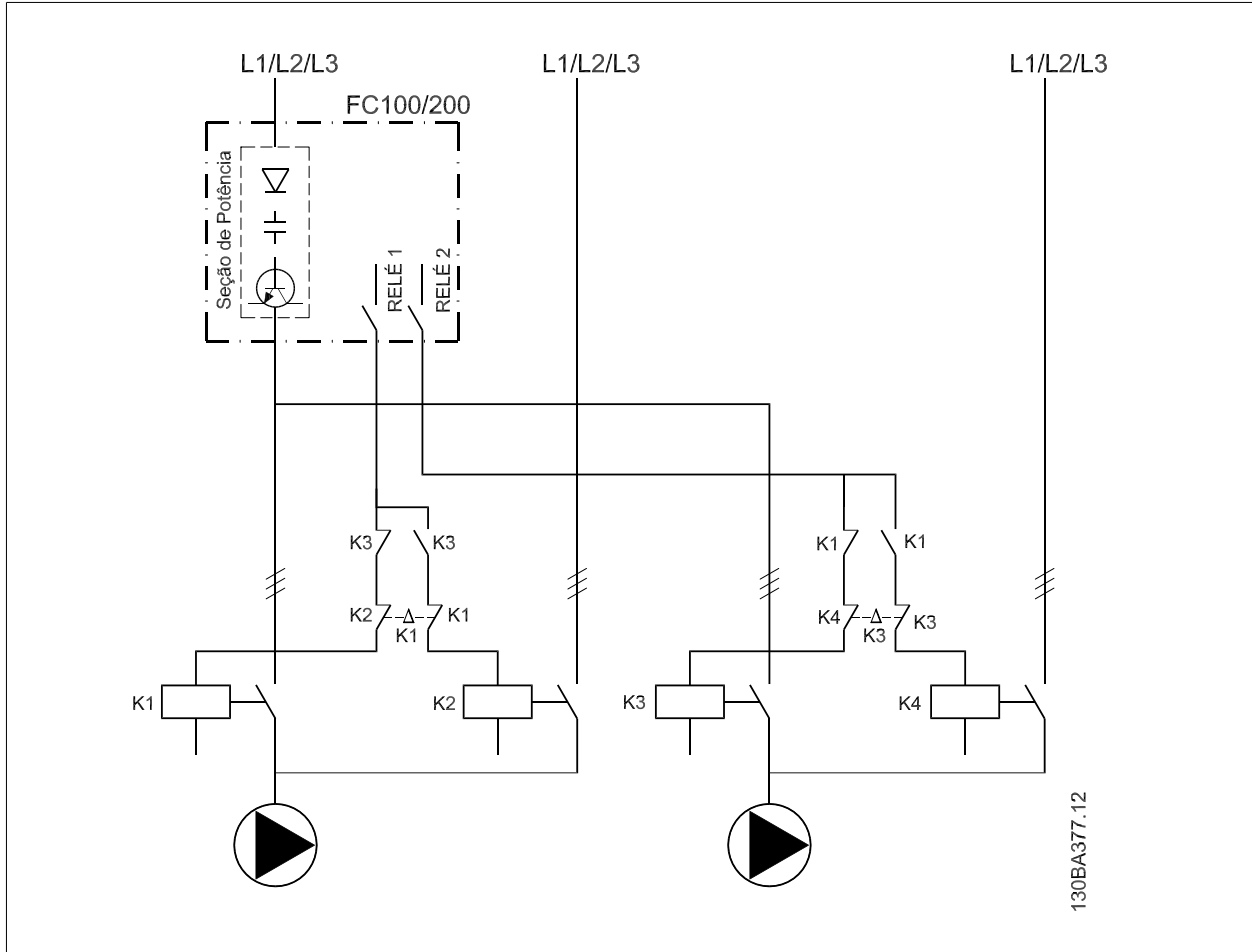 L1/L2/L3
L1/L2/L3
L1/L2/L3
FC100/200
Seção de Potência
RELÉ 1
RELÉ 2
K3
K3
K1
K1
K2
K1
K1
K4
K3
K3
K1
K2
K3
K4
130BA377.12